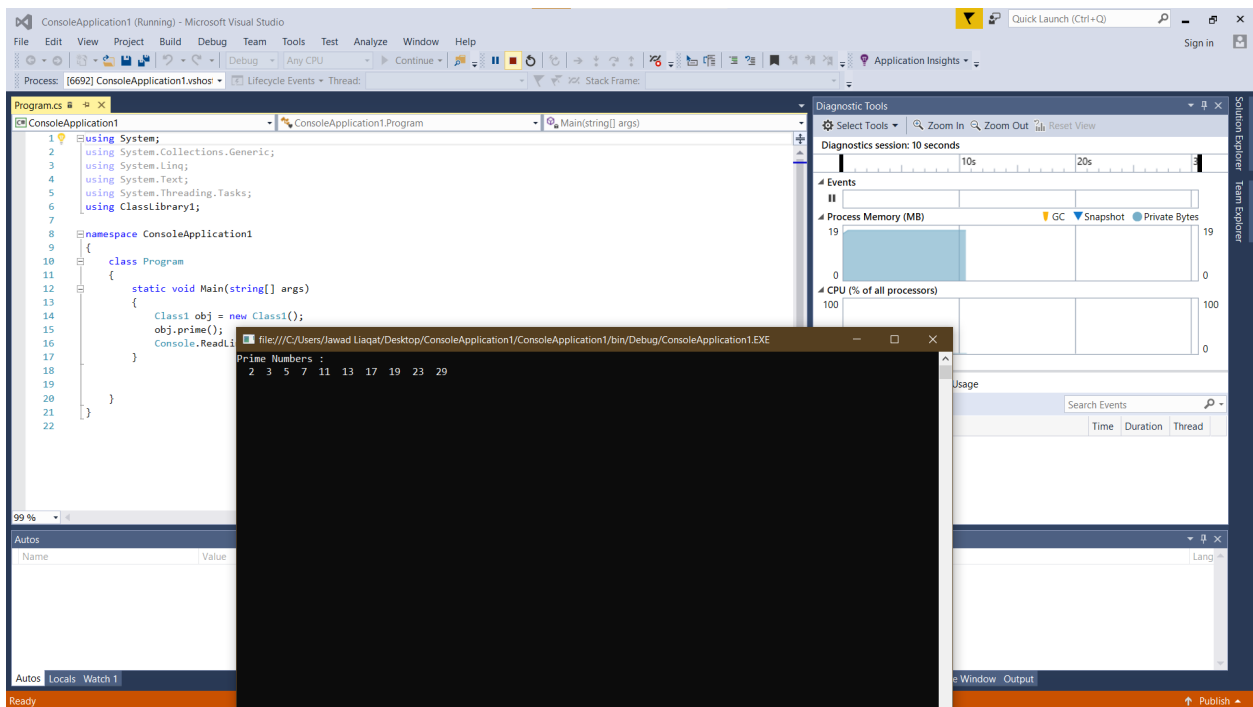 ConsoleApplication1 (Running) - Microsoft Visual Studio
Quick Launch (Ctrl+Q)
File Edit View Project Build Debug Team Tools Test Analyze Window Help
Sign in
Debug Any CPU Continue Application Insights
Process: [6692] ConsoleApplication1.vshos Lifecycle Events Thread: Stack Frame:
Program.cs
ConsoleApplication1 ConsoleApplication1.Program Main(string[] args)
1 using System;
2 using System.Collections.Generic;
3 using System.Linq;
4 using System.Text;
5 using System.Threading.Tasks;
6 using ClassLibrary1;
7
8 namespace ConsoleApplication1
9 {
10 class Program
11 {
12 static void Main(string[] args)
13 {
14 Class1 obj = new Class1();
15 obj.prime();
16 Console.ReadLi
17 }
18
19
20 }
21 }
22
99 %
file:///C:/Users/Jawad Liaqat/Desktop/ConsoleApplication1/ConsoleApplication1/bin/Debug/ConsoleApplication1.EXE
Prime Numbers :
2 3 5 7 11 13 17 19 23 29
Diagnostic Tools
Select Tools Zoom In Zoom Out Reset View
Diagnostics session: 10 seconds
10s 20s 3
Events
Process Memory (MB) GC Snapshot Private Bytes
19 19
0 0
CPU (% of all processors)
100 100
0
Usage
Search Events
Time Duration Thread
Solution Explorer
Team Explorer
Autos
Name Value Lang
Autos Locals Watch 1
e Window Output
Ready Publish